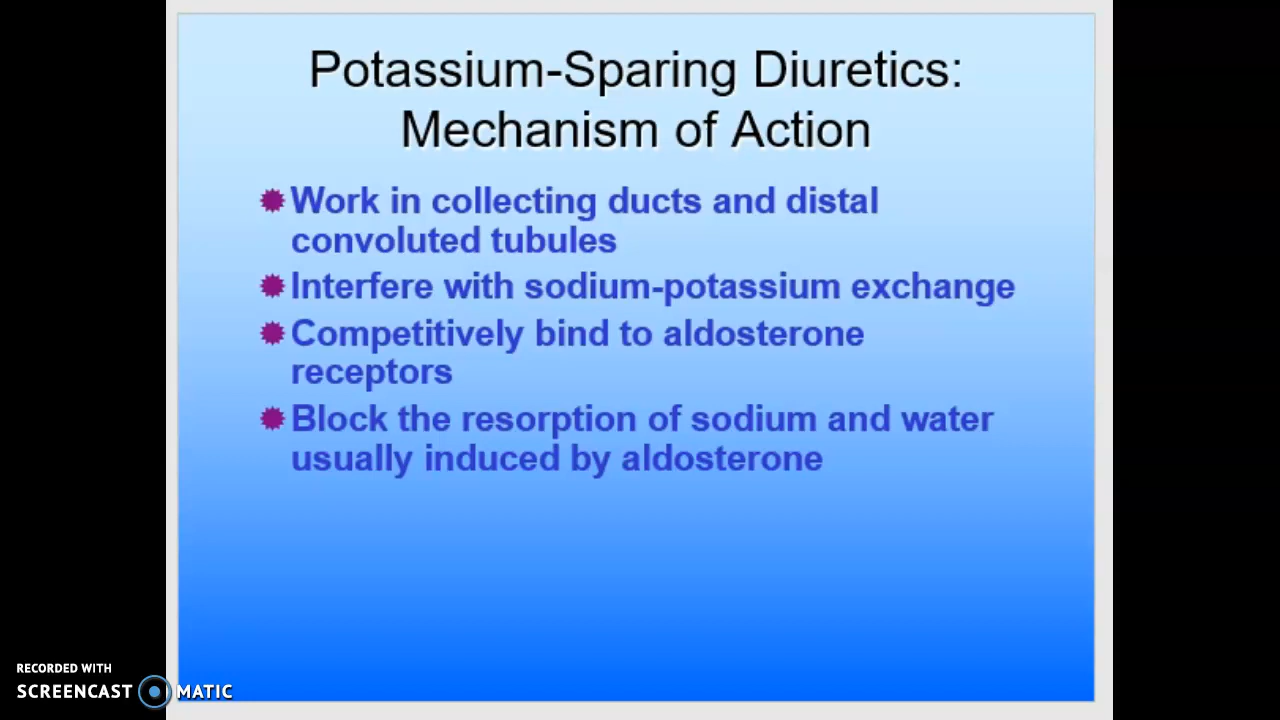 Potassium-Sparing Diuretics:
Mechanism of Action
Work in collecting ducts and distal
convoluted tubules
Interfere with sodium-potassium exchange
Competitively bind to aldosterone
receptors
Block the resorption of sodium and water
usually induced by aldosterone
RECORDED WITH
SCREENCAST MATIC